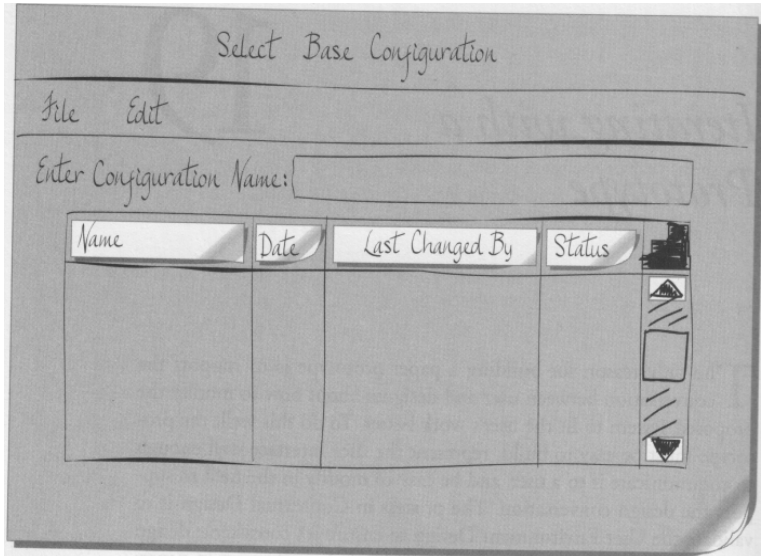 Select Base Configuration
File Edit
Enter Configuration Name:
Name Date Last Changed By Status